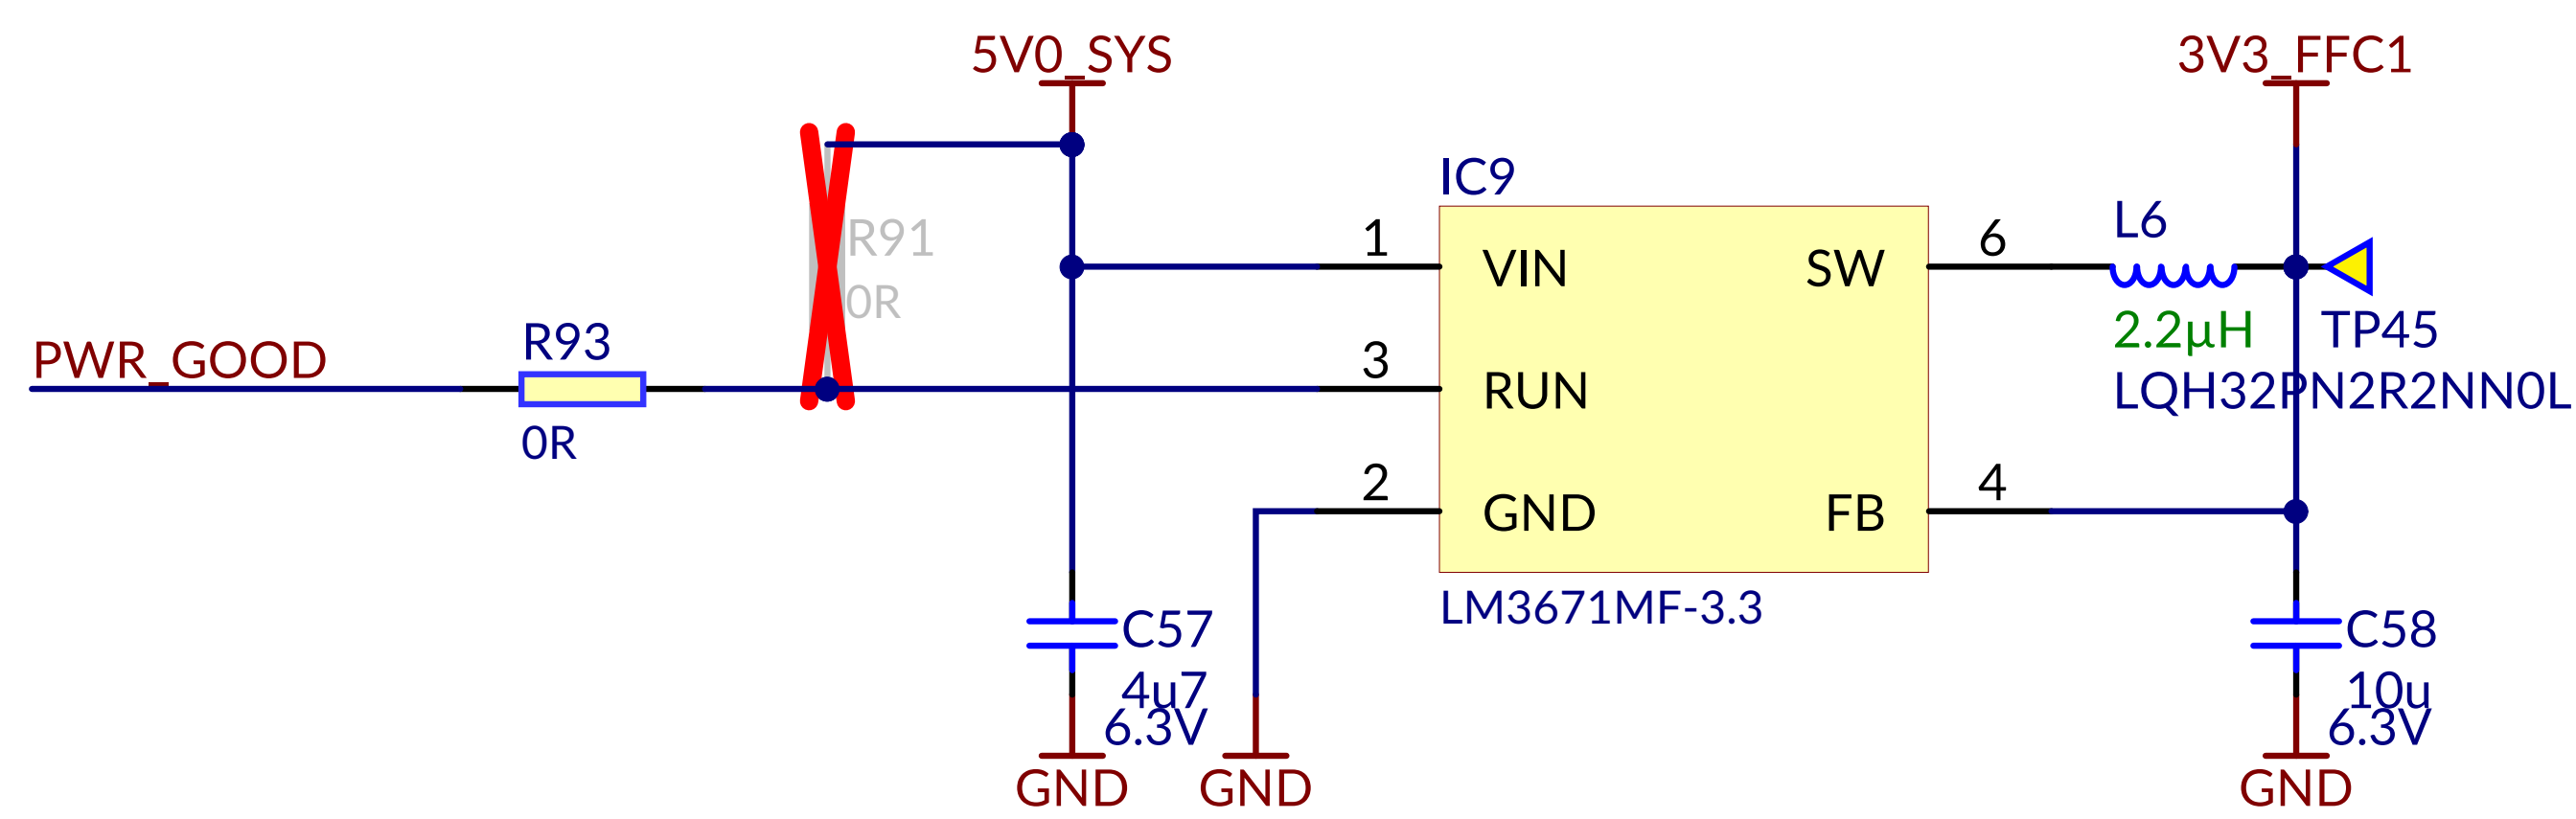 5V0_SYS
3V3_FFC1
IC9
R91
0R
1
VIN
SW
6
L6
2.2µH
TP45
LQH32PN2R2NN0L
PWR_GOOD
R93
0R
3
RUN
2
GND
FB
4
LM3671MF-3.3
C57
4u7
6.3V
C58
10u
6.3V
GND
GND
GND